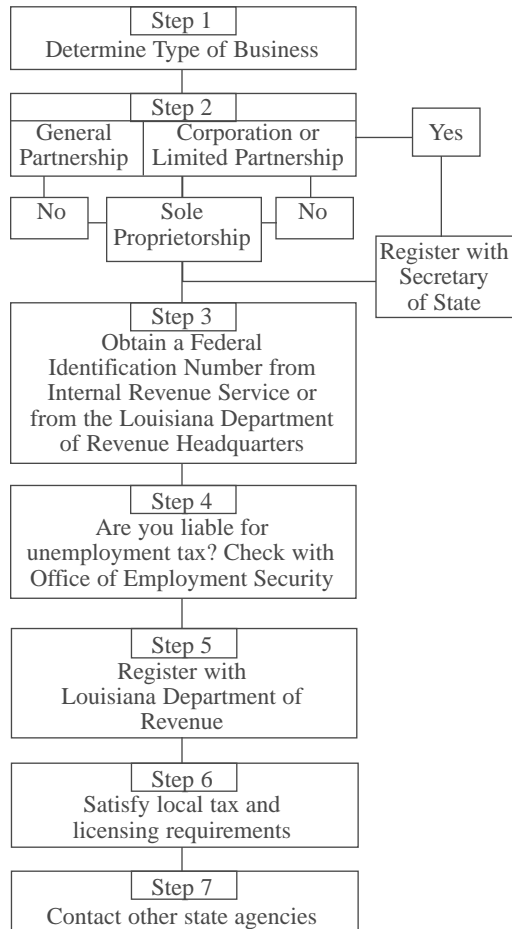 Step 1
Determine Type of Business
Step 2
General
Partnership
Corporation or
Limited Partnership
Yes
No
Sole
Proprietorship
No
Register with
Secretary
of State
Step 3
Obtain a Federal
Identification Number from
Internal Revenue Service or
from the Louisiana Department
of Revenue Headquarters
Step 4
Are you liable for
unemployment tax? Check with
Office of Employment Security
Step 5
Register with
Louisiana Department of
Revenue
Step 6
Satisfy local tax and
licensing requirements
Step 7
Contact other state agencies